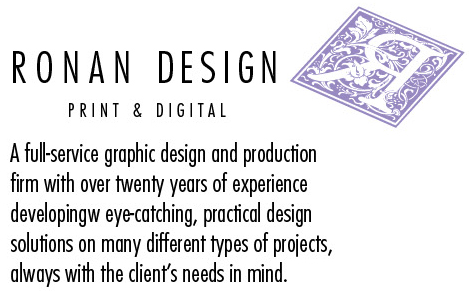 RONAN DESIGN
PRINT & DIGITAL
R
A full-service graphic design and production
firm with over twenty years of experience
developingw eye-catching, practical design
solutions on many different types of projects,
always with the client's needs in mind.